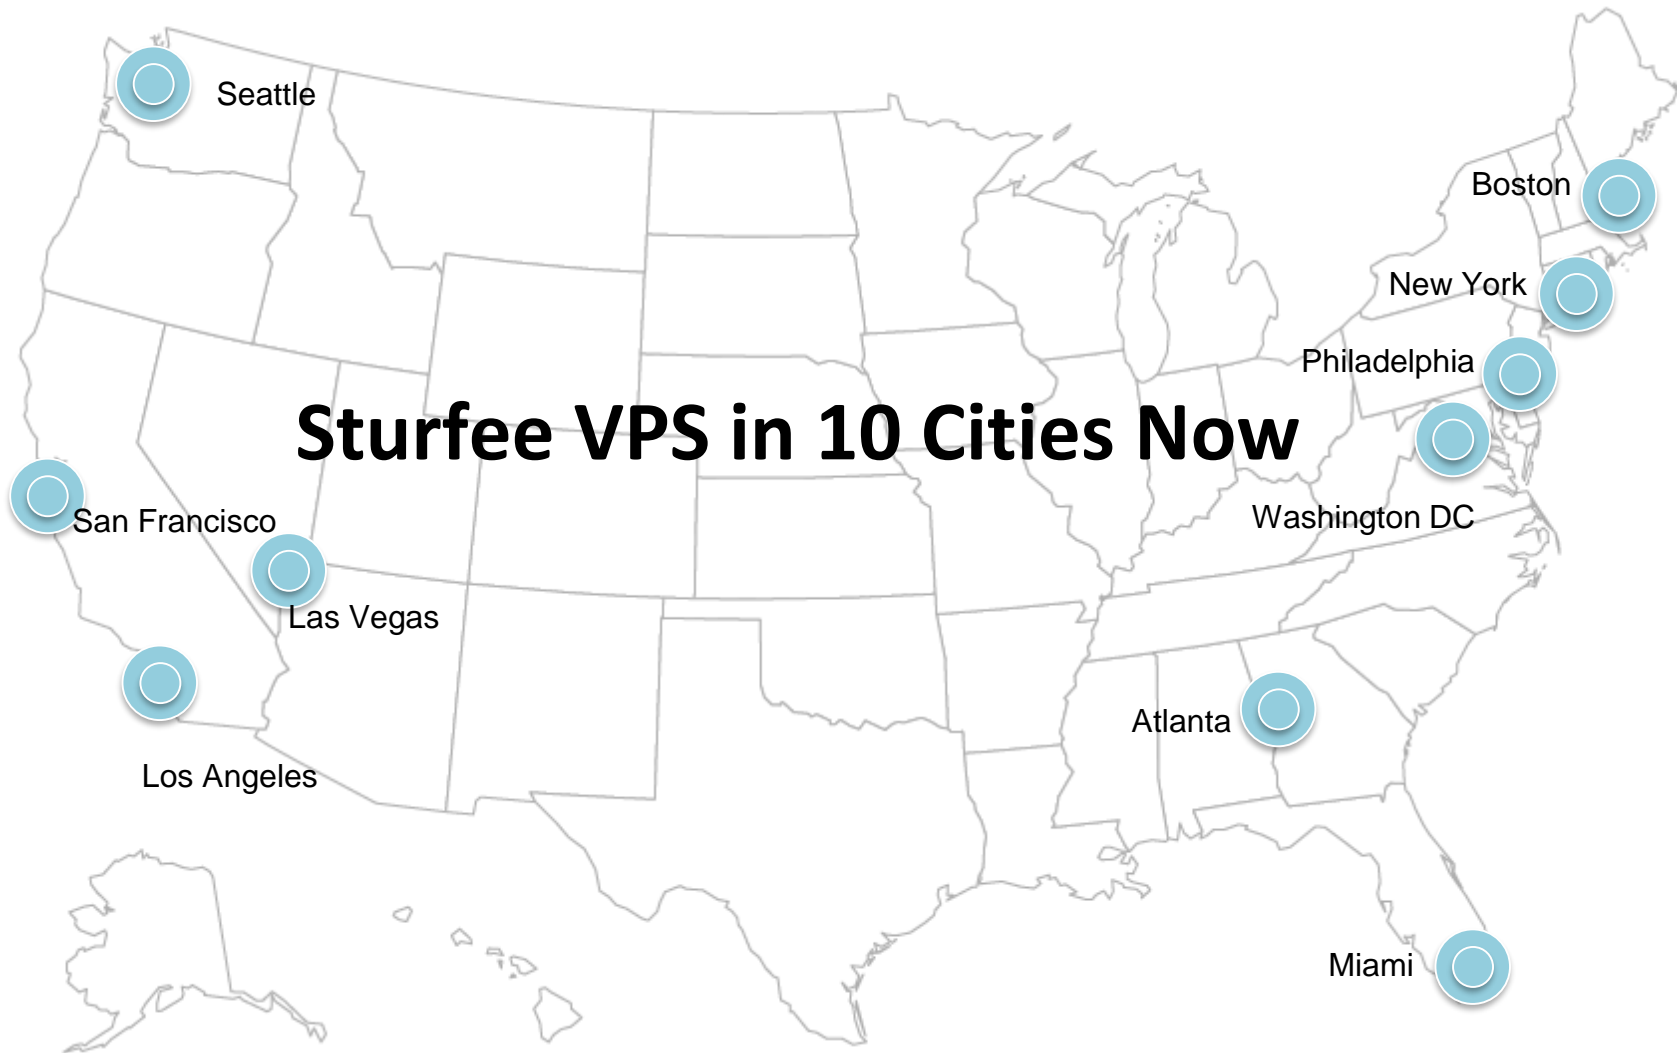 Seattle
Boston
New York
Philadelphia
Sturfee VPS in 10 Cities Now
San Francisco
Washington DC
Las Vegas
Atlanta
Los Angeles
Miami